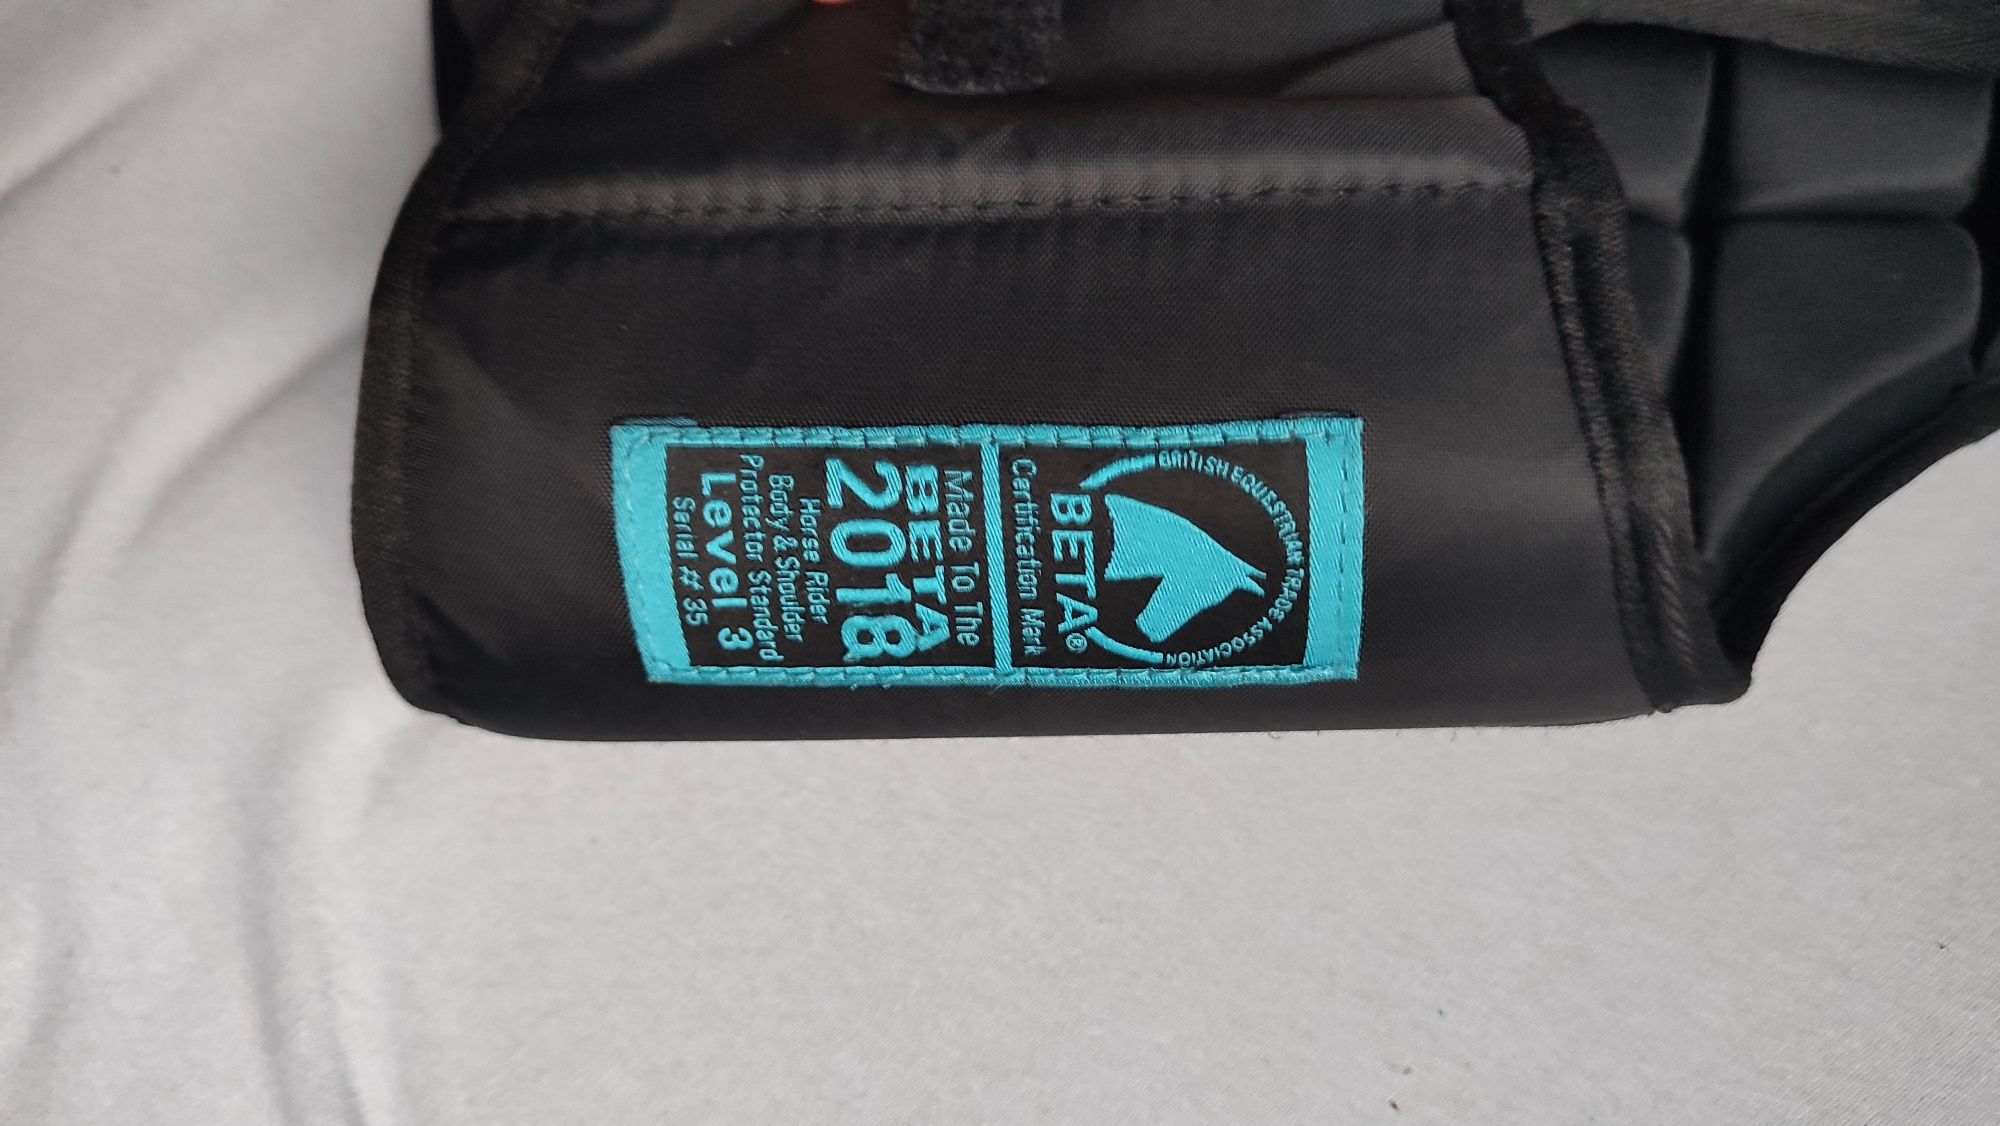 BRITISH EQUESTRIAN TRADE ASSOCIATION
BETA®
Certification Mark
Made To The
BETA
2018
Horse Rider
Body & Shoulder
Protector Standard
Level 3
Serial # 35